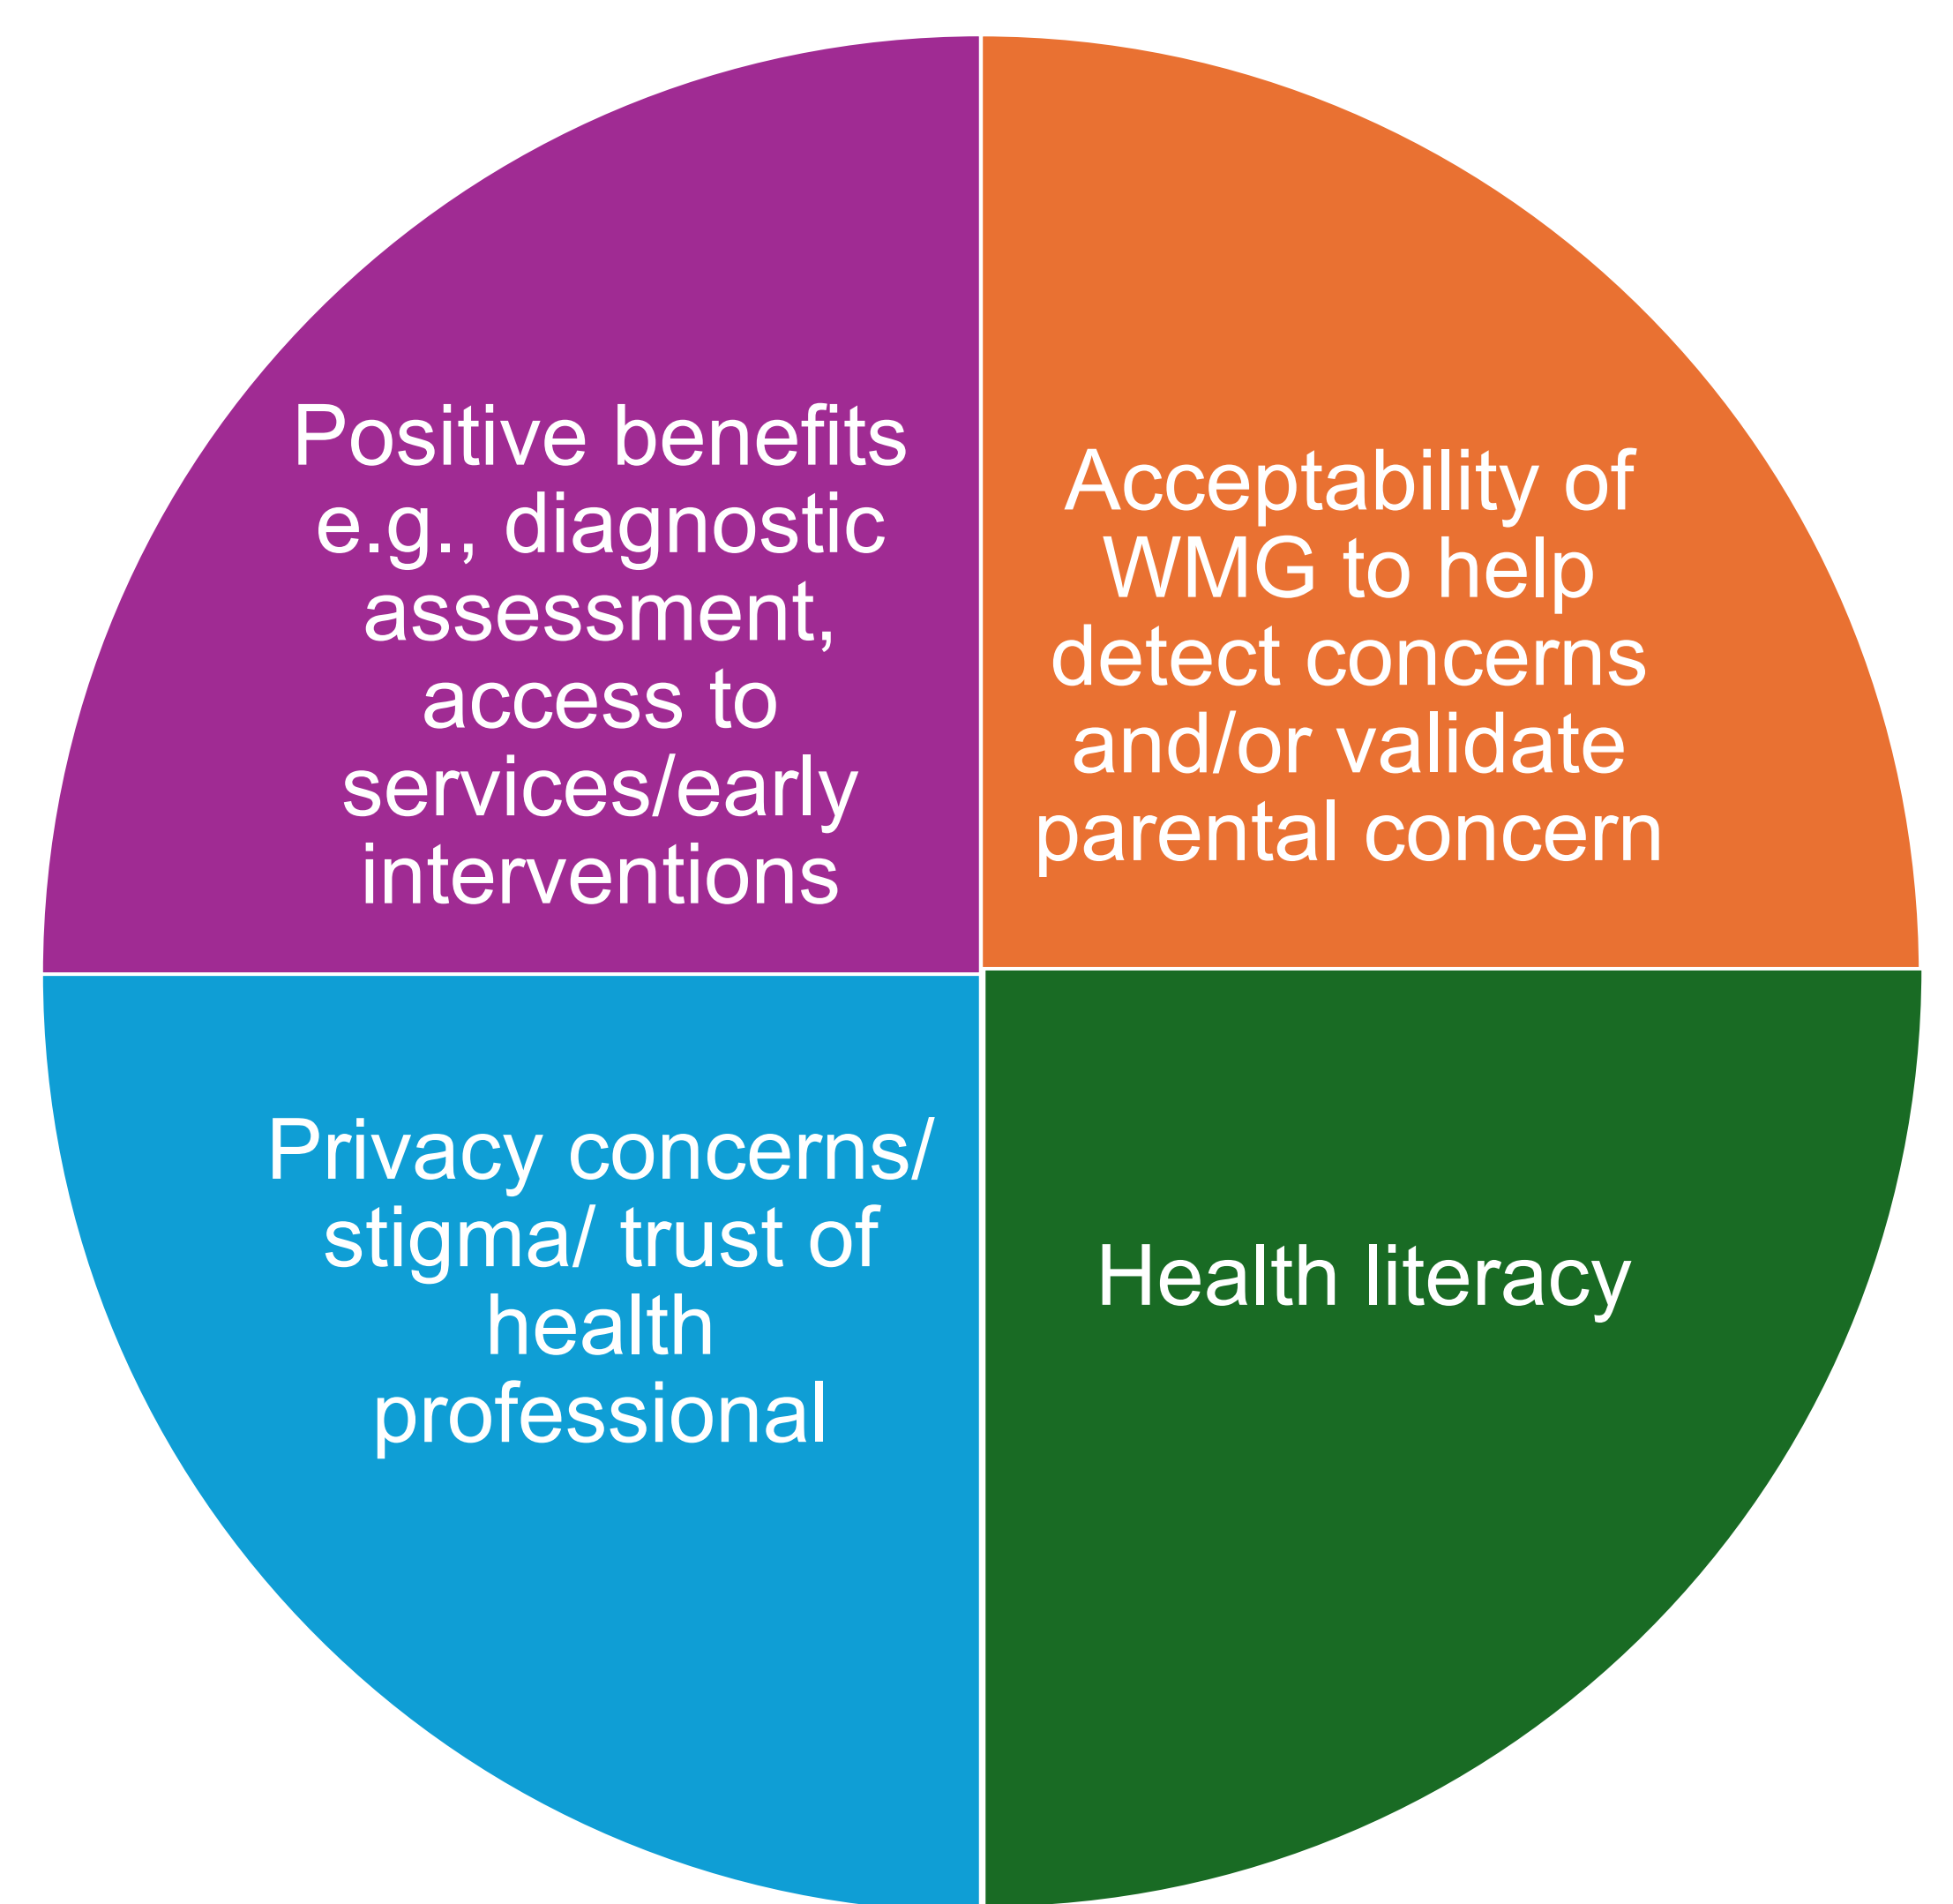 Positive benefits
e.g., diagnostic
assessment,
access to
services/early
interventions
Acceptability of
WMG to help
detect concerns
and/or validate
parental concern
Privacy concerns/
stigma/ trust of
health
professional
Health literacy